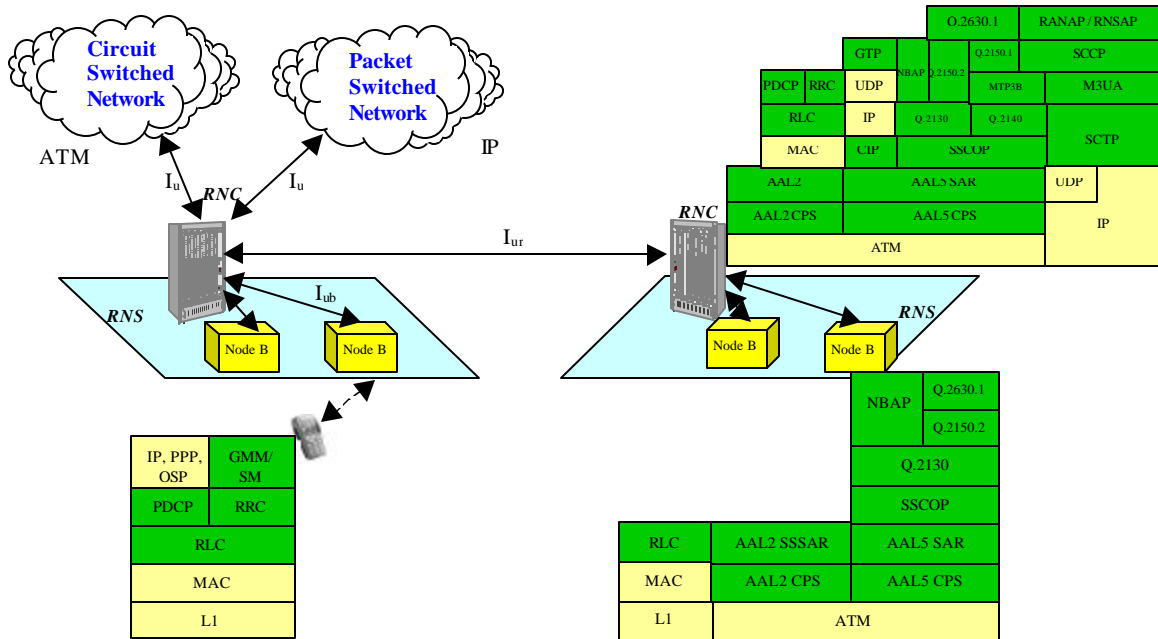 Circuit
Switched
Network
Packet
Switched
Network
ATM
IP
Iu
Iu
RNC
RNC
Iur
Iub
RNS
RNS
Node B
Node B
Node B
Node B
O.2630.1
RANAP / RNSAP
GTP
NBAP
Q.2150.2
Q.2150.1
SCCP
PDCP
RRC
UDP
MTP3B
M3UA
RLC
IP
Q.2130
Q.2140
SCTP
MAC
CIP
SSCOP
AAL2
AAL5 SAR
UDP
IP
AAL2 CPS
AAL5 CPS
ATM
IP, PPP,
OSP
GMM/
SM
PDCP
RRC
RLC
MAC
L1
NBAP
Q.2630.1
Q.2150.2
Q.2130
SSCOP
RLC
AAL2 SSSAR
AAL5 SAR
MAC
AAL2 CPS
AAL5 CPS
L1
ATM